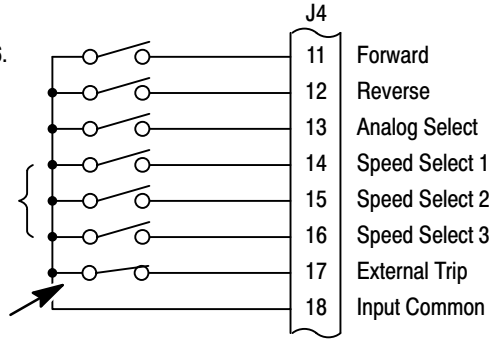 J4
11 Forward
12 Reverse
13 Analog Select
14 Speed Select 1
15 Speed Select 2
16 Speed Select 3
17 External Trip
18 Input Common